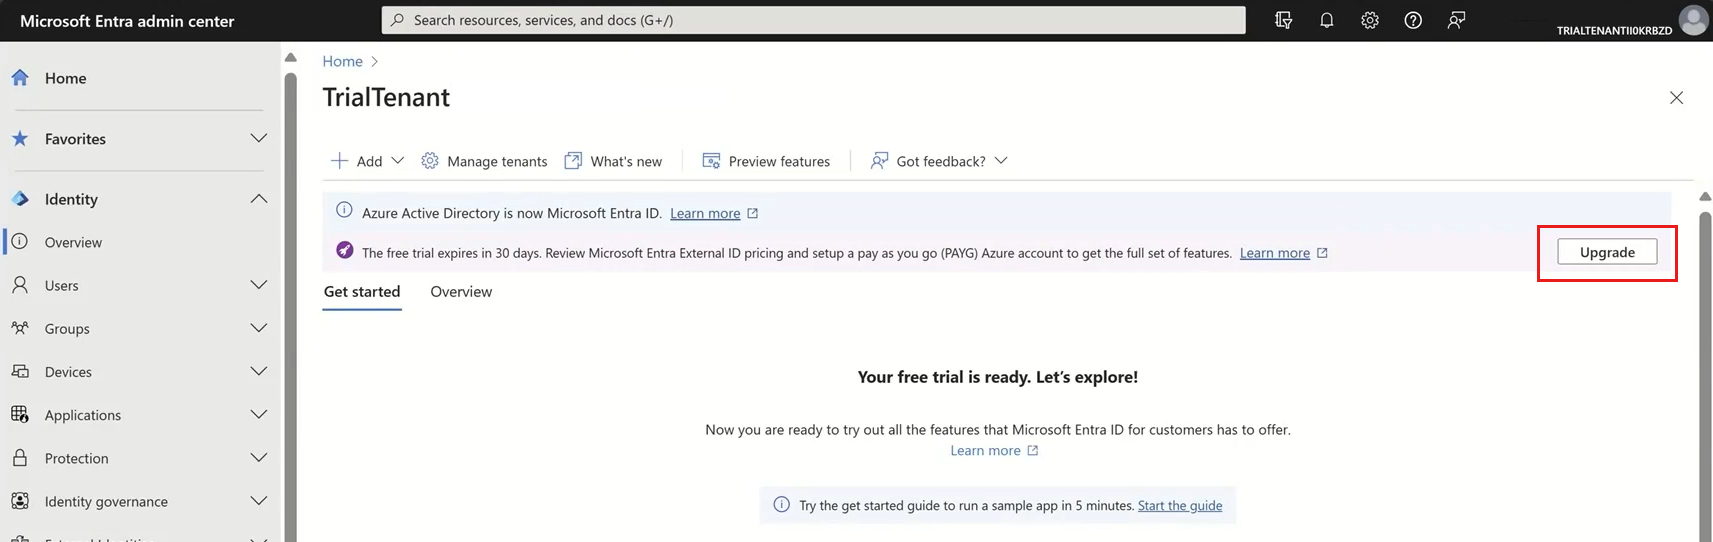 Microsoft Entra admin center
Search resources, services, and docs (G+/)
TRIALTENANTII0KRBZD
Home
Favorites
Identity
Overview
Users
Groups
Devices
Applications
Protection
Identity governance
Home >
TrialTenant
Add
Manage tenants
What's new
Preview features
Got feedback?
Azure Active Directory is now Microsoft Entra ID. Learn more
The free trial expires in 30 days. Review Microsoft Entra External ID pricing and setup a pay as you go (PAYG) Azure account to get the full set of features. Learn more
Upgrade
Get started
Overview
Your free trial is ready. Let's explore!
Now you are ready to try out all the features that Microsoft Entra ID for customers has to offer.
Learn more
Try the get started guide to run a sample app in 5 minutes. Start the guide